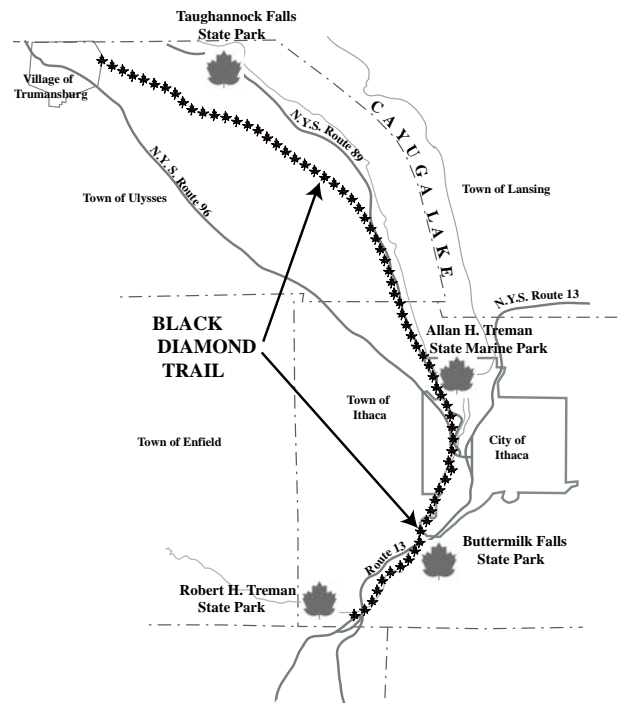 Taughannock Falls
State Park
Village of
Trumansburg
N.Y.S. Route 89
CAYUGA LAKE
N.Y.S. Route 96
Town of Ulysses
Town of Lansing
N.Y.S. Route 13
BLACK
DIAMOND
TRAIL
Allan H. Treman
State Marine Park
Town of
Ithaca
Town of Enfield
City of
Ithaca
Route 13
Buttermilk Falls
State Park
Robert H. Treman
State Park